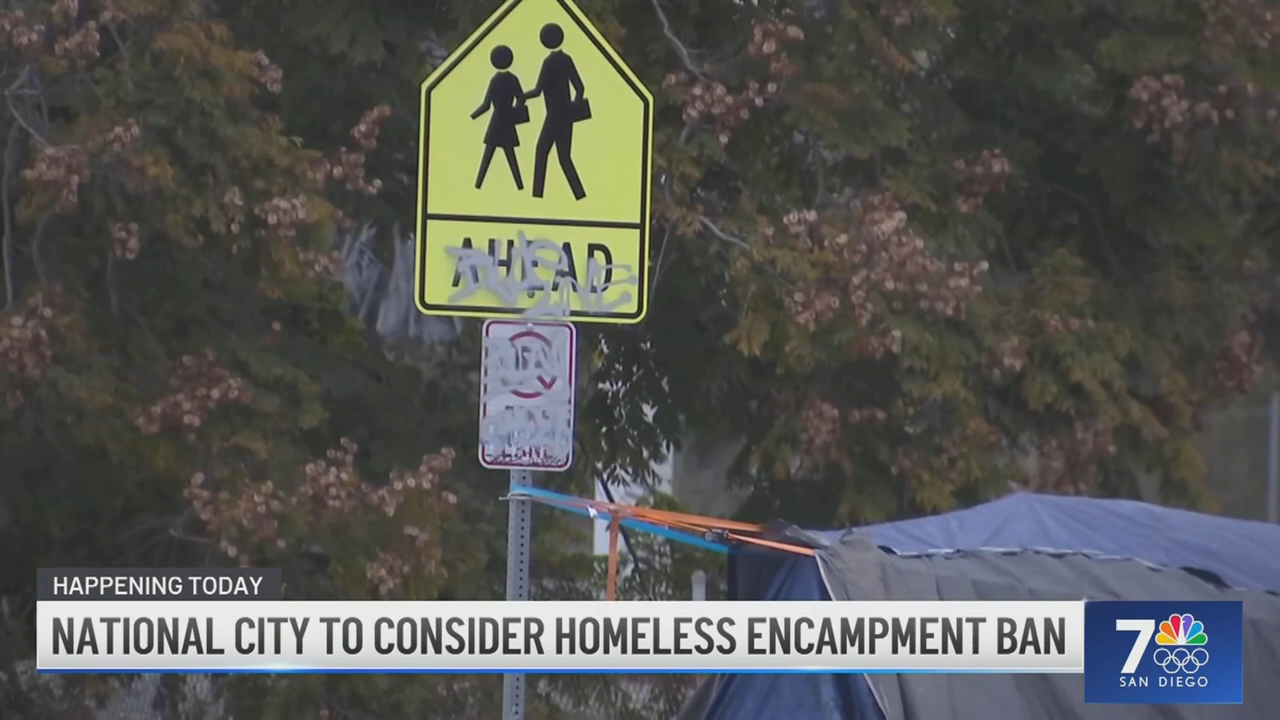 AHEAD
HAPPENING TODAY
NATIONAL CITY TO CONSIDER HOMELESS ENCAMPMENT BAN
7
SAN DIEGO